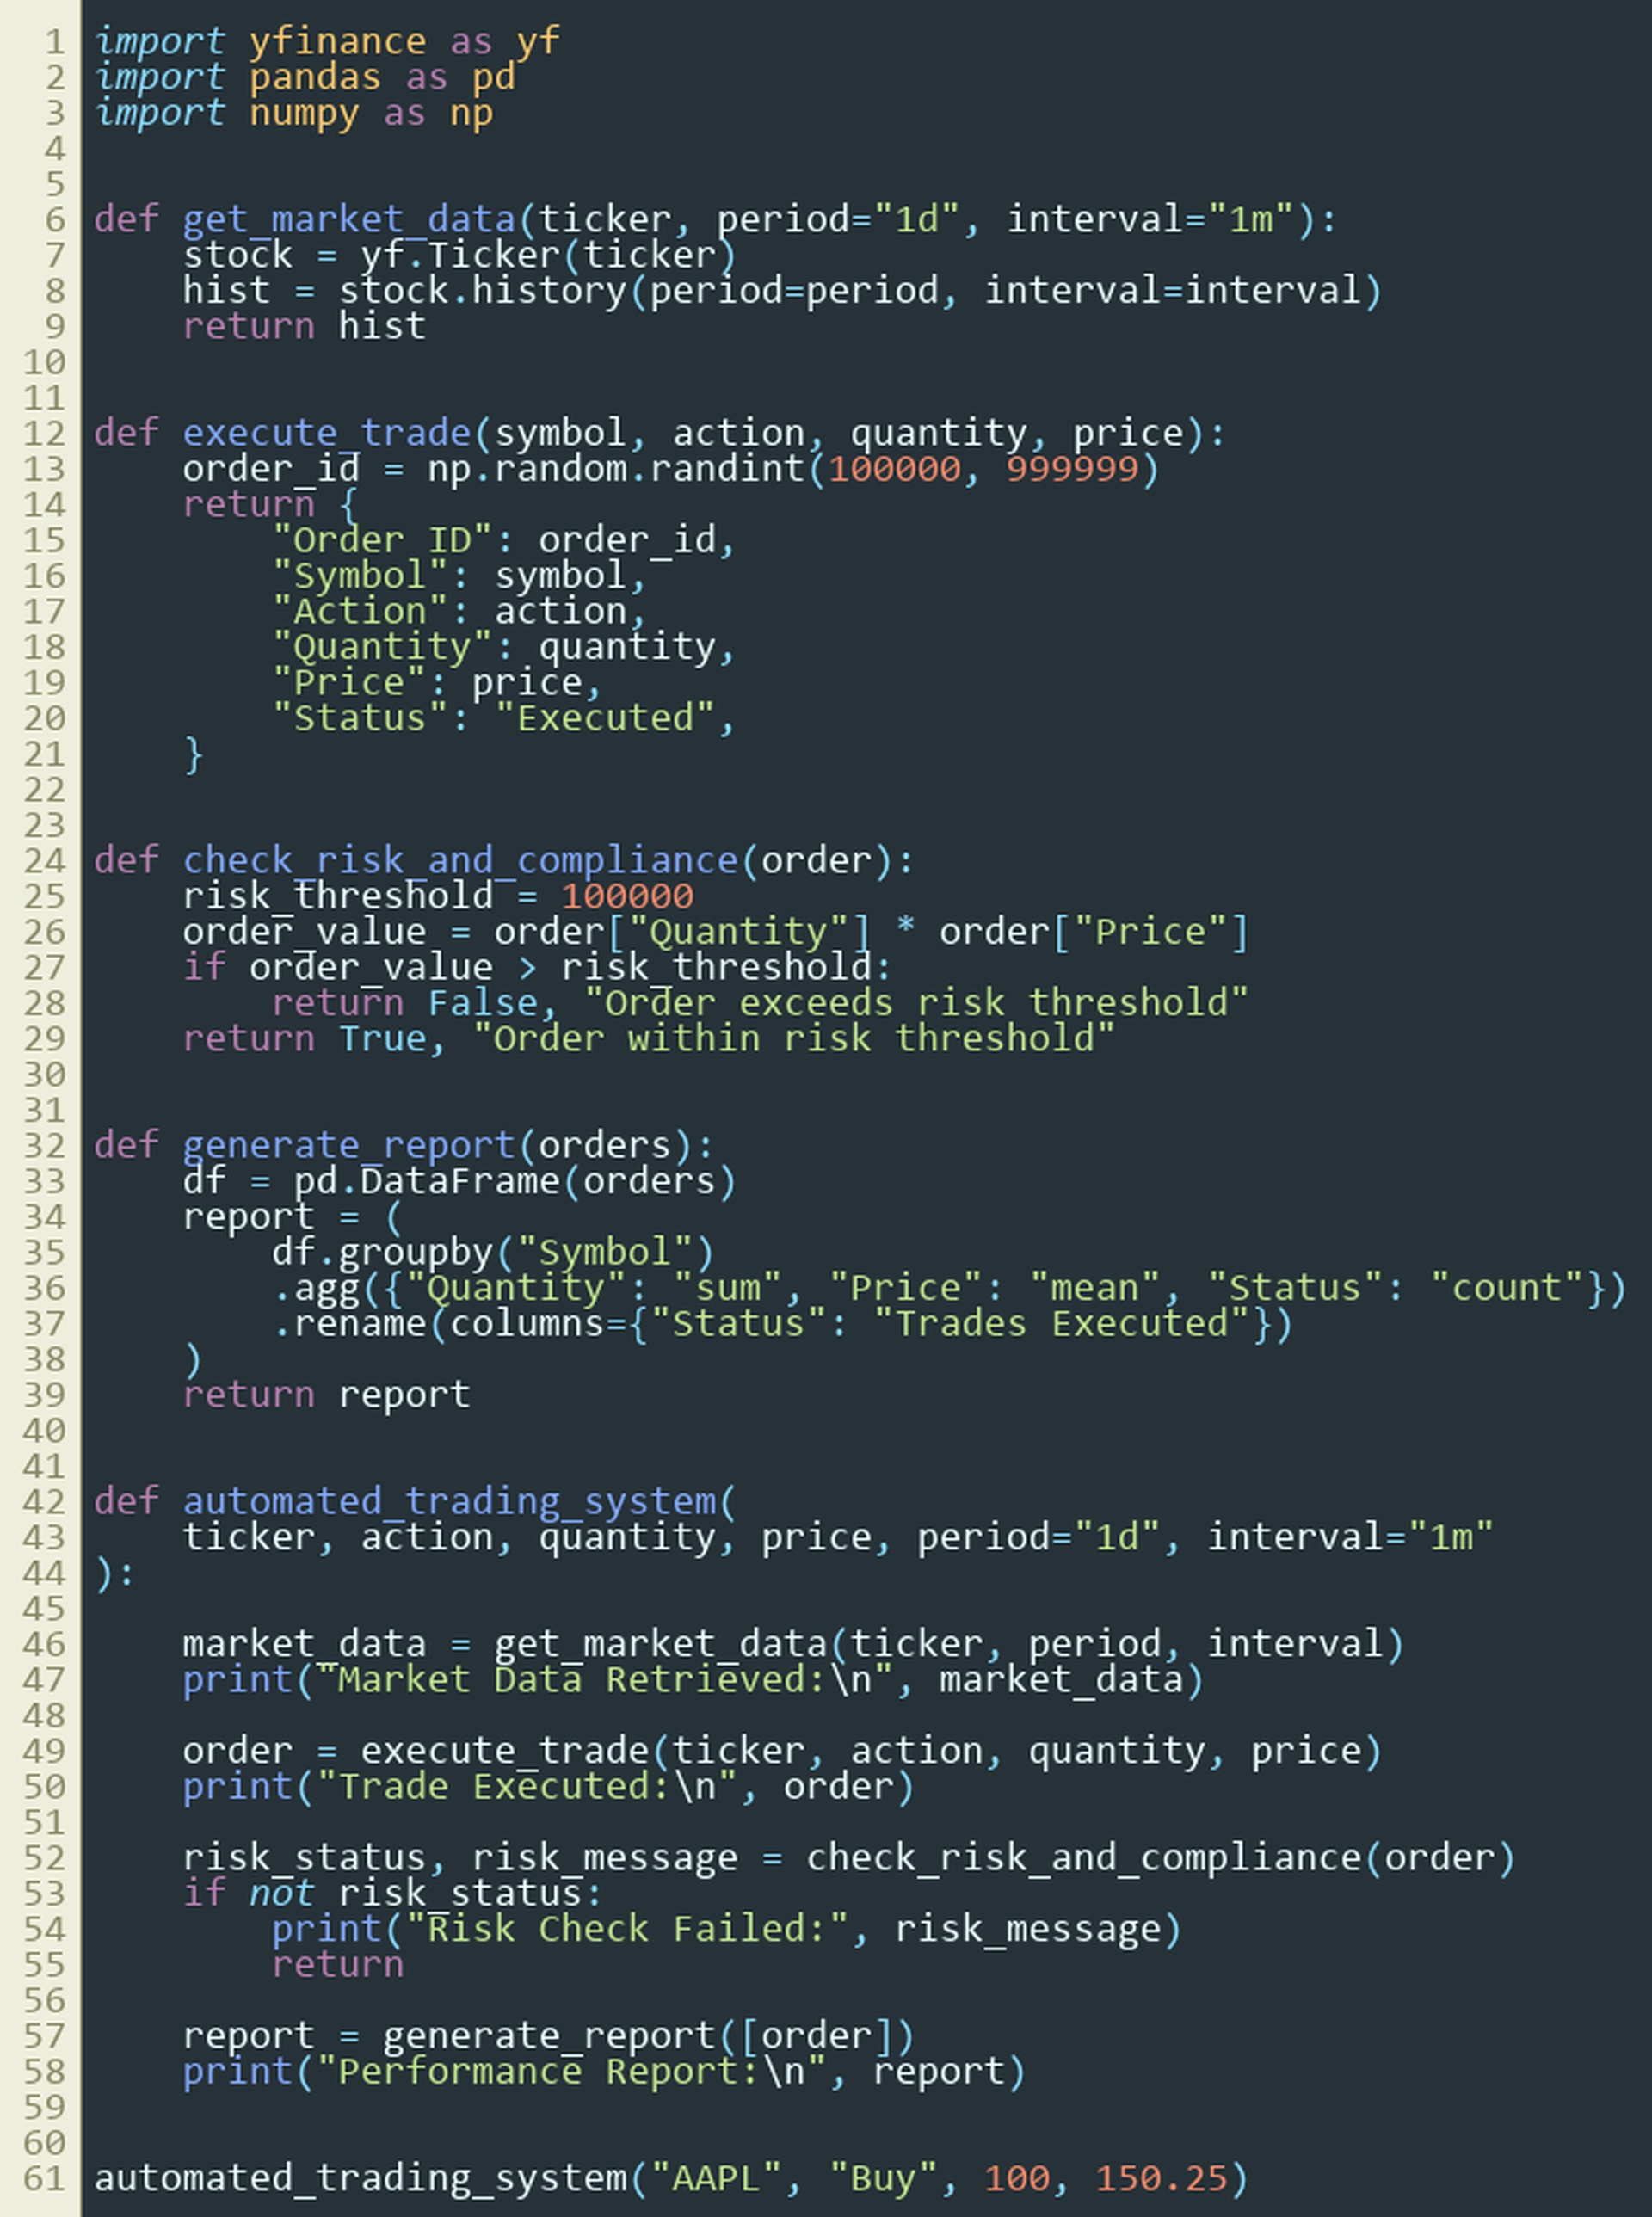 1 import yfinance as yf
2 import pandas as pd
3 import numpy as np
4
5
6 def get_market_data(ticker, period="1d", interval="1m"):
7     stock = yf.Ticker(ticker)
8     hist = stock.history(period=period, interval=interval)
9     return hist
10
11
12 def execute_trade(symbol, action, quantity, price):
13     order_id = np.random.randint(100000, 999999)
14     return {
15         "Order ID": order_id,
16         "Symbol": symbol,
17         "Action": action,
18         "Quantity": quantity,
19         "Price": price,
20         "Status": "Executed",
21     }
22
23
24 def check_risk_and_compliance(order):
25     risk_threshold = 100000
26     order_value = order["Quantity"] * order["Price"]
27     if order_value > risk_threshold:
28         return False, "Order exceeds risk threshold"
29     return True, "Order within risk threshold"
30
31
32 def generate_report(orders):
33     df = pd.DataFrame(orders)
34     report = (
35         df.groupby("Symbol")
36         .agg({"Quantity": "sum", "Price": "mean", "Status": "count"})
37         .rename(columns={"Status": "Trades Executed"})
38     )
39     return report
40
41
42 def automated_trading_system(
43     ticker, action, quantity, price, period="1d", interval="1m"
44 ):
45
46     market_data = get_market_data(ticker, period, interval)
47     print("Market Data Retrieved:\n", market_data)
48
49     order = execute_trade(ticker, action, quantity, price)
50     print("Trade Executed:\n", order)
51
52     risk_status, risk_message = check_risk_and_compliance(order)
53     if not risk_status:
54         print("Risk Check Failed:", risk_message)
55         return
56
57     report = generate_report([order])
58     print("Performance Report:\n", report)
59
60
61 automated_trading_system("AAPL", "Buy", 100, 150.25)